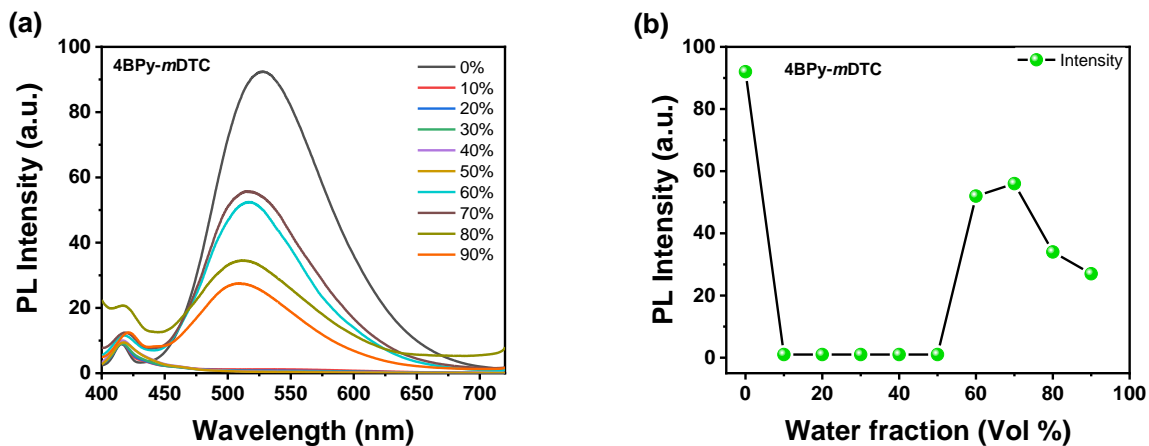 (a)
4BPy-mDTC
0%
10%
20%
30%
40%
50%
60%
70%
80%
90%
100
80
60
40
20
0
PL Intensity (a.u.)
400 450 500 550 600 650 700
Wavelength (nm)
(b)
4BPy-mDTC
Intensity
100
80
60
40
20
0
PL Intensity (a.u.)
0 20 40 60 80 100
Water fraction (Vol %)